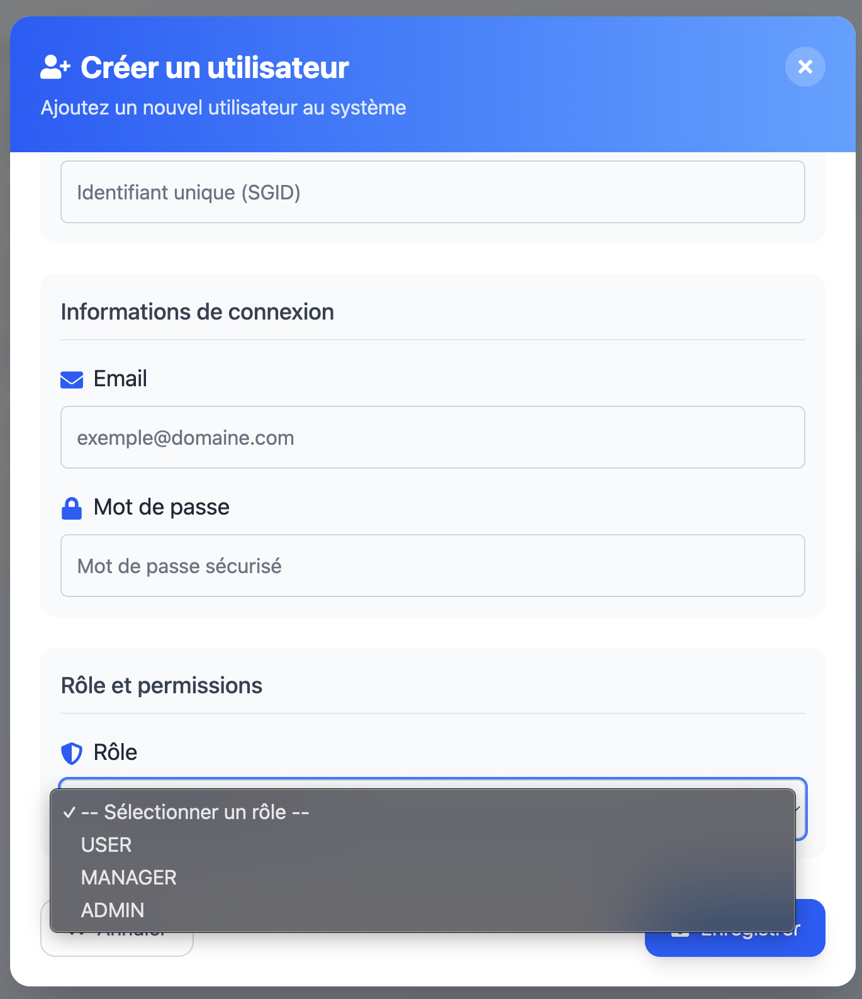 Créer un utilisateur
Ajoutez un nouvel utilisateur au système
Identifiant unique (SGID)
Informations de connexion
Email
exemple@domaine.com
Mot de passe
Mot de passe sécurisé
Rôle et permissions
Rôle
-- Sélectionner un rôle --
USER
MANAGER
ADMIN
Annuler
Enregistrer